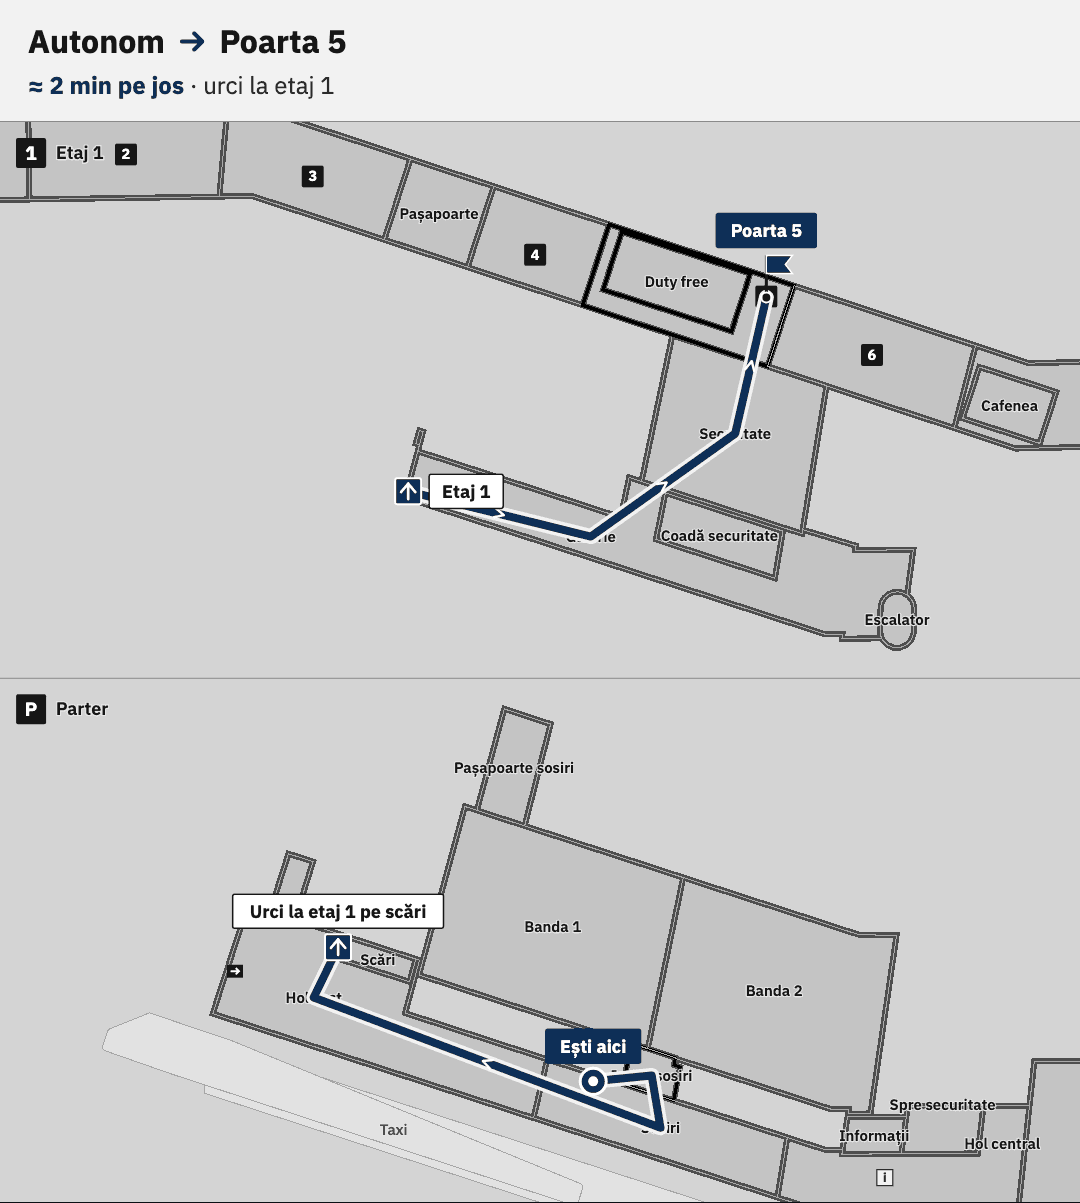 Autonom → Poarta 5
≈ 2 min pe jos · urci la etaj 1
1 Etaj 1 2
3
Pașapoarte
4
Poarta 5
Duty free
6
Cafenea
Securitate
Etaj 1
Coadă securitate
Escalator
P Parter
Pașapoarte sosiri
Urci la etaj 1 pe scări
Banda 1
Scări
Banda 2
Ești aici
sosiri
Spre securitate
Informații
Hol central
Taxi
i